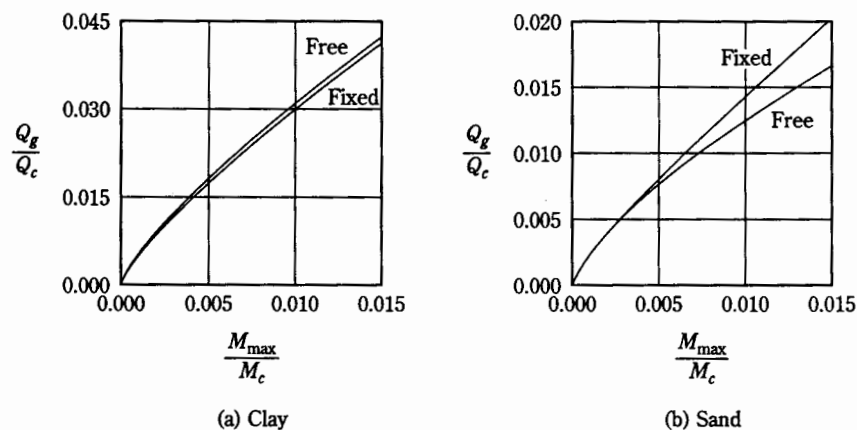 0.045
0.030
0.015
0.000
Q_g
Q_c
Free
Fixed
0.000 0.005 0.010 0.015
M_max
M_c
(a) Clay
0.020
0.015
0.010
0.005
0.000
Q_g
Q_c
Fixed
Free
0.000 0.005 0.010 0.015
M_max
M_c
(b) Sand